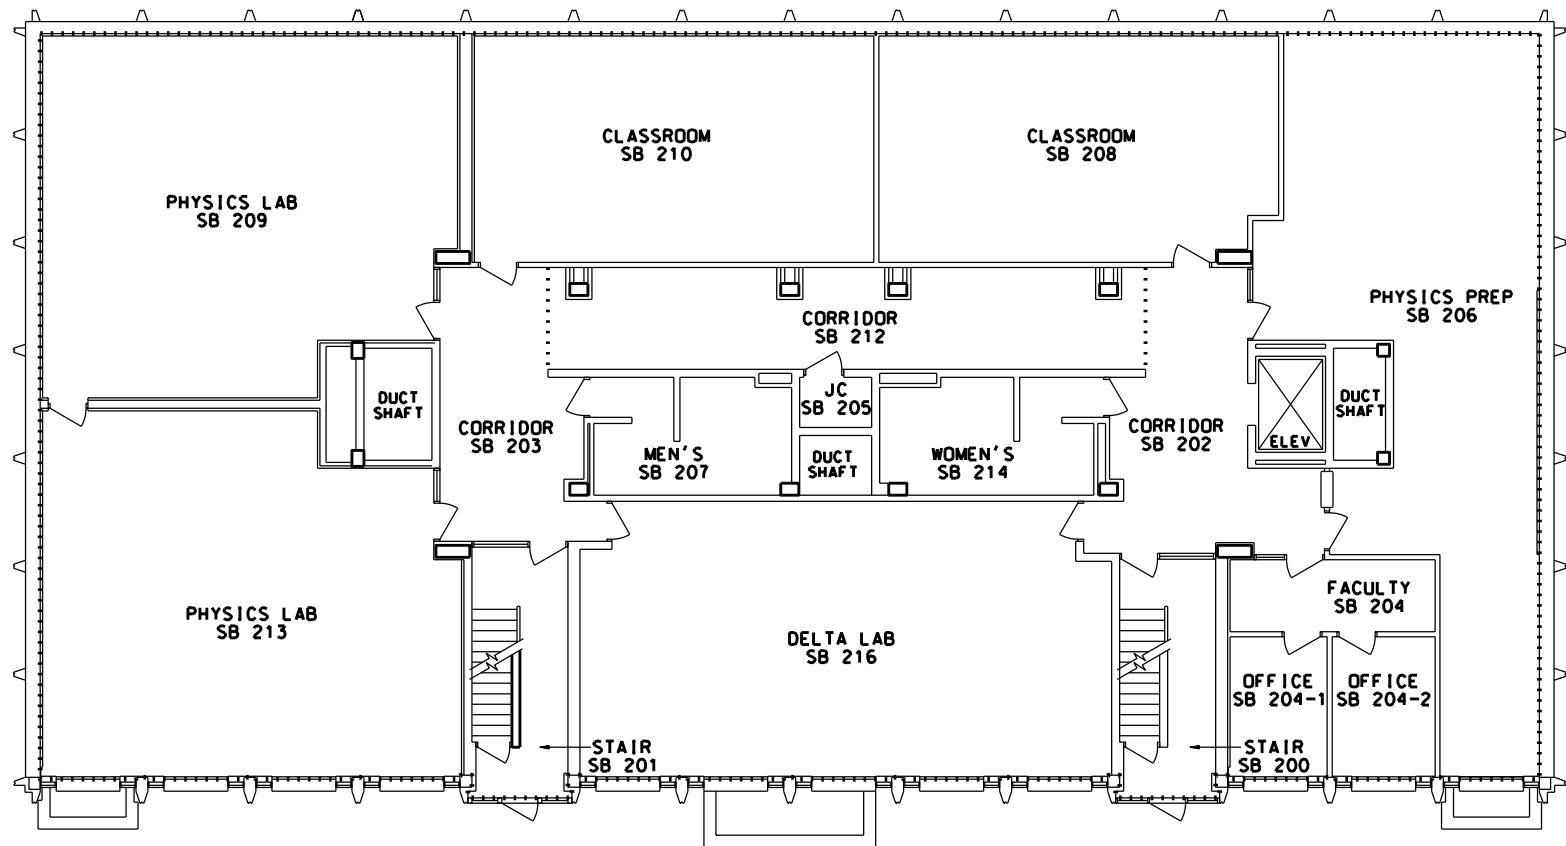 CLASSROOM
SB 210
CLASSROOM
SB 208
PHYSICS LAB
SB 209
PHYSICS PREP
SB 206
CORRIDOR
SB 212
JC
SB 205
DUCT
SHAFT
DUCT
SHAFT
CORRIDOR
SB 203
CORRIDOR
SB 202
ELEV
MEN'S
SB 207
DUCT
SHAFT
WOMEN'S
SB 214
PHYSICS LAB
SB 213
DELTA LAB
SB 216
FACULTY
SB 204
OFFICE
SB 204-1
OFFICE
SB 204-2
STAIR
SB 201
STAIR
SB 200